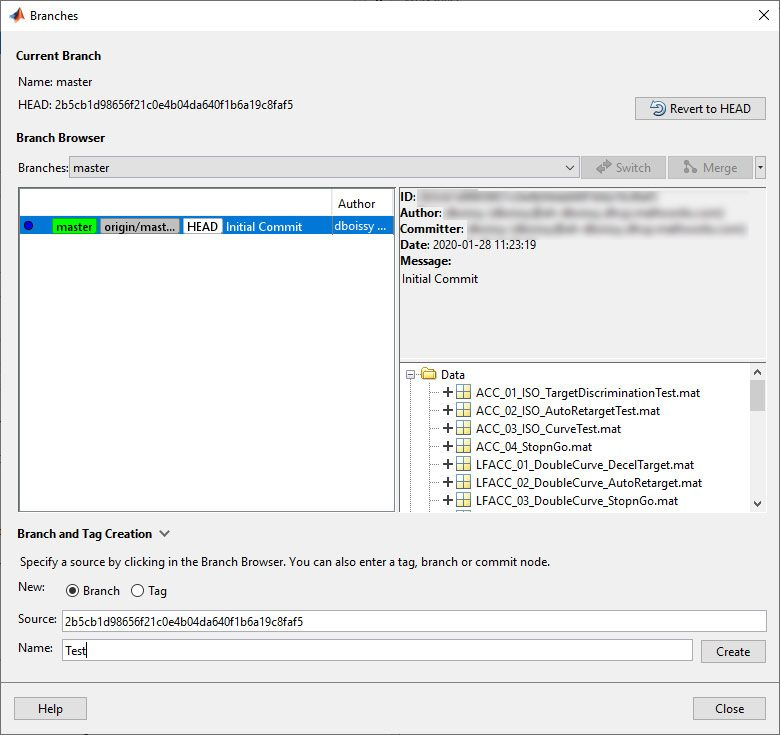 Branches
Current Branch
Name: master
HEAD: 2b5cb1d98656f21c0e4b04da640f1b6a19c8faf5
Revert to HEAD
Branch Browser
Branches: master
Switch
Merge
Author
master origin/mast... HEAD Initial Commit dboissy ...
ID:
Author:
Committer:
Date: 2020-01-28 11:23:19
Message:
Initial Commit
Data
ACC_01_ISO_TargetDiscriminationTest.mat
ACC_02_ISO_AutoRetargetTest.mat
ACC_03_ISO_CurveTest.mat
ACC_04_StopnGo.mat
LFACC_01_DoubleCurve_DecelTarget.mat
LFACC_02_DoubleCurve_AutoRetarget.mat
LFACC_03_DoubleCurve_StopnGo.mat
Branch and Tag Creation
Specify a source by clicking in the Branch Browser. You can also enter a tag, branch or commit node.
New: Branch Tag
Source: 2b5cb1d98656f21c0e4b04da640f1b6a19c8faf5
Name: Test
Create
Help
Close